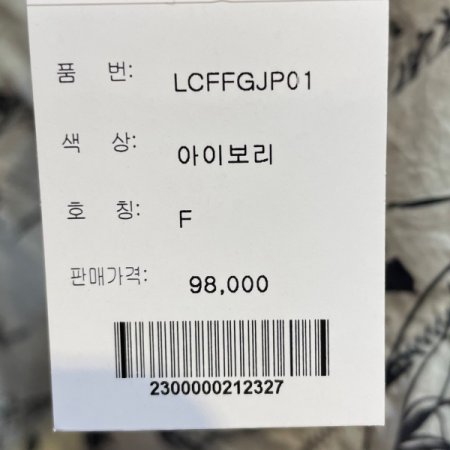 품 번: LCFFGJP01
색 상: 아이보리
호 칭: F
판매가격: 98,000
2300000212327